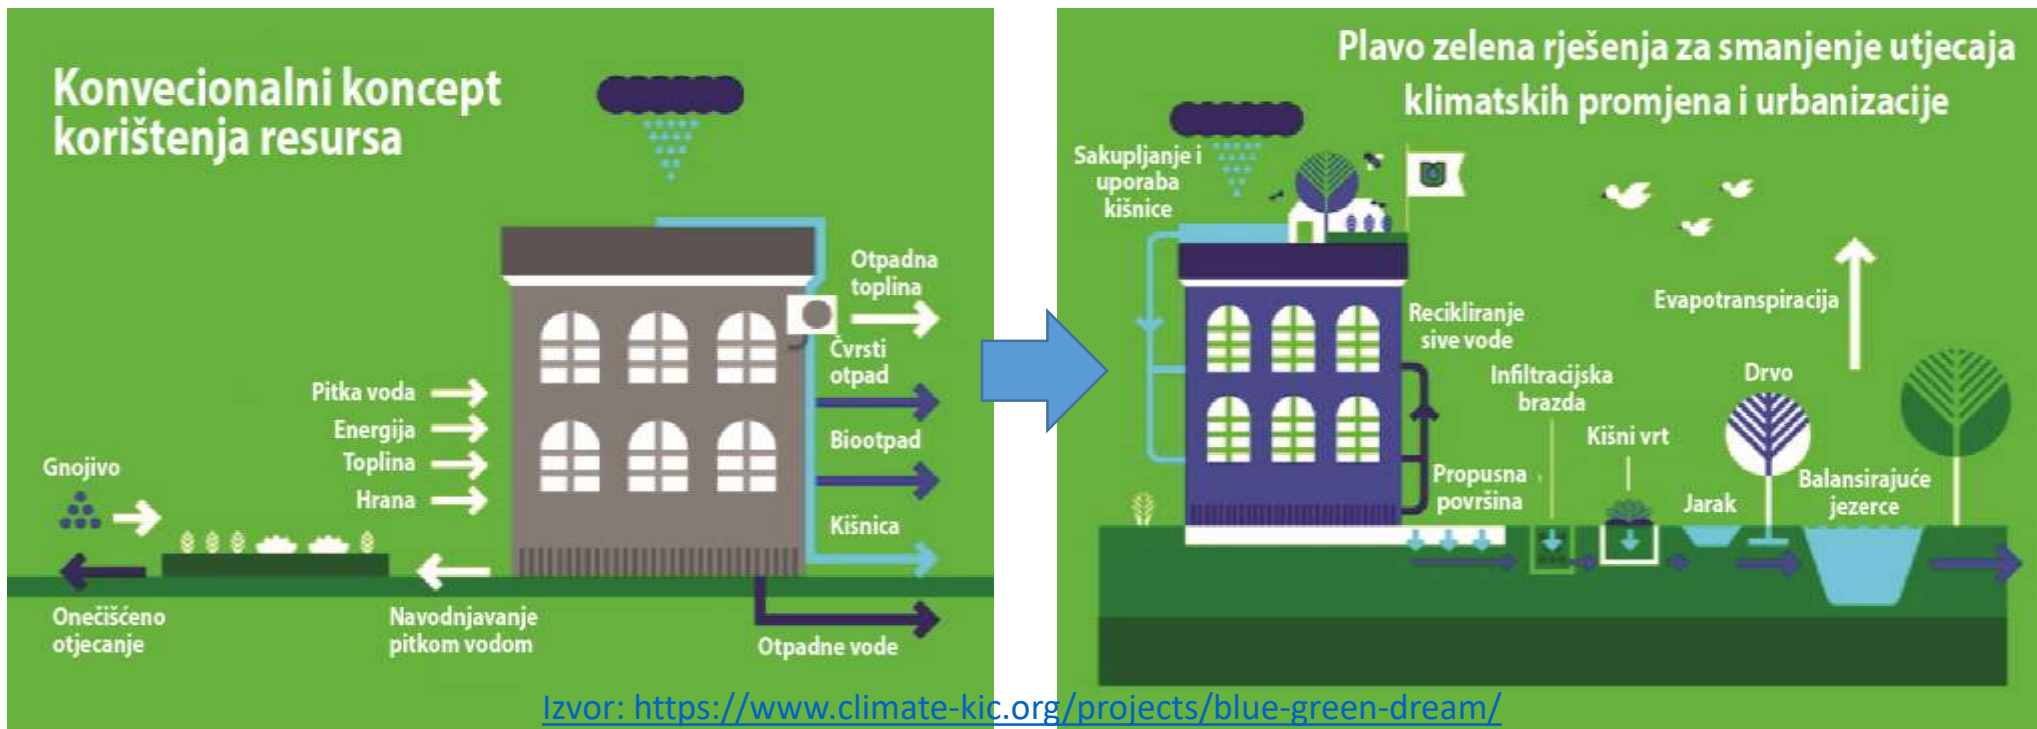 Konvecionalni koncept
korištenja resursa
Otpadna
toplina
Čvrsti
otpad
Pitka voda
Energija
Biootpad
Toplina
Gnojivo
Hrana
Kišnica
Onečišćeno
otjecanje
Navodnjavanje
pitkom vodom
Otpadne vode
Plavo zelena rješenja za smanjenje utjecaja
klimatskih promjena i urbanizacije
Sakupljanje i
uporaba
kišnice
Evapotranspiracija
Recikliranje
sive vode
Infiltracijska
brazda
Drvo
Kišni vrt
Propusna
površina
Jarak
Balansirajuće
jezerce
Izvor: https://www.climate-kic.org/projects/blue-green-dream/